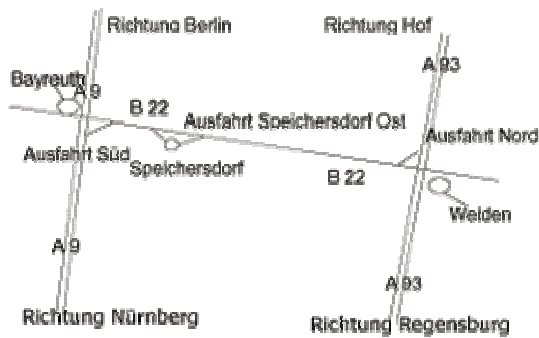 Richtung Berlin
Richtung Hof
A 93
Bayreuth
A 9
B 22
Ausfahrt Speichersdorf Ost
Ausfahrt Nord
Ausfahrt Süd
Speichersdorf
B 22
Weiden
A 9
A 93
Richtung Nürnberg
Richtung Regensburg